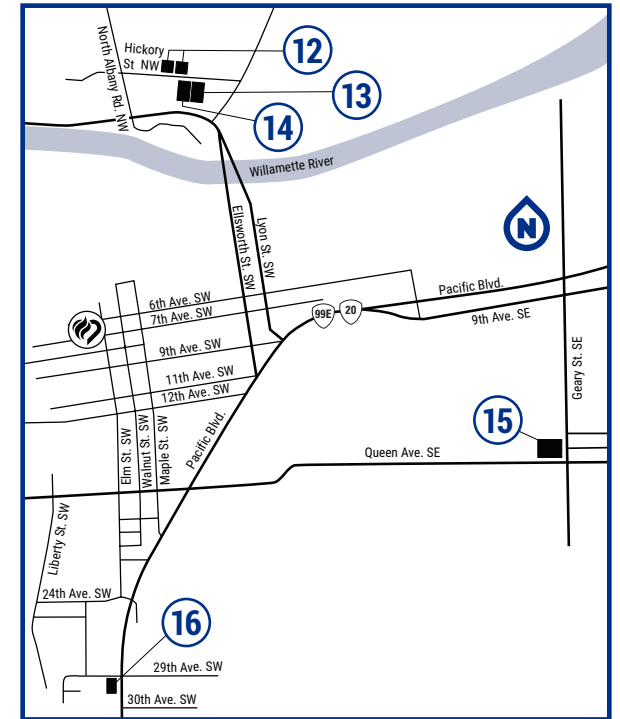 Hickory
St NW
12
North Albany Rd. NW
13
14
Willamette River
Ellsworth St. SW
Lyon St. SW
N
6th Ave. SW
7th Ave. SW
Pacific Blvd.
99E
20
9th Ave. SE
9th Ave. SW
Geary St. SE
11th Ave. SW
12th Ave. SW
15
Pacific Blvd.
Elm St. SW
Walnut St. SW
Maple St. SW
Queen Ave. SE
Liberty St. SW
24th Ave. SW
16
29th Ave. SW
30th Ave. SW